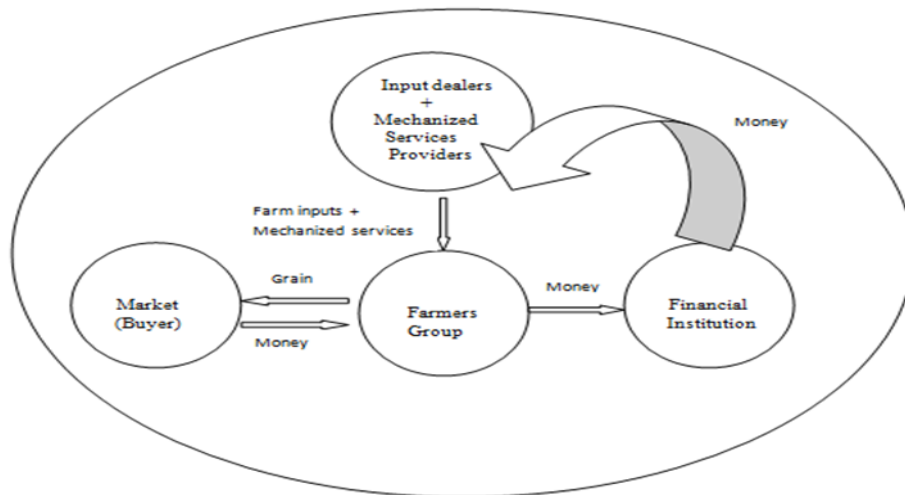 Input dealers
+
Mechanized
Services
Providers
Money
Farm inputs +
Mechanized services
Grain
Money
Market
(Buyer)
Farmers
Group
Financial
Institution
Money